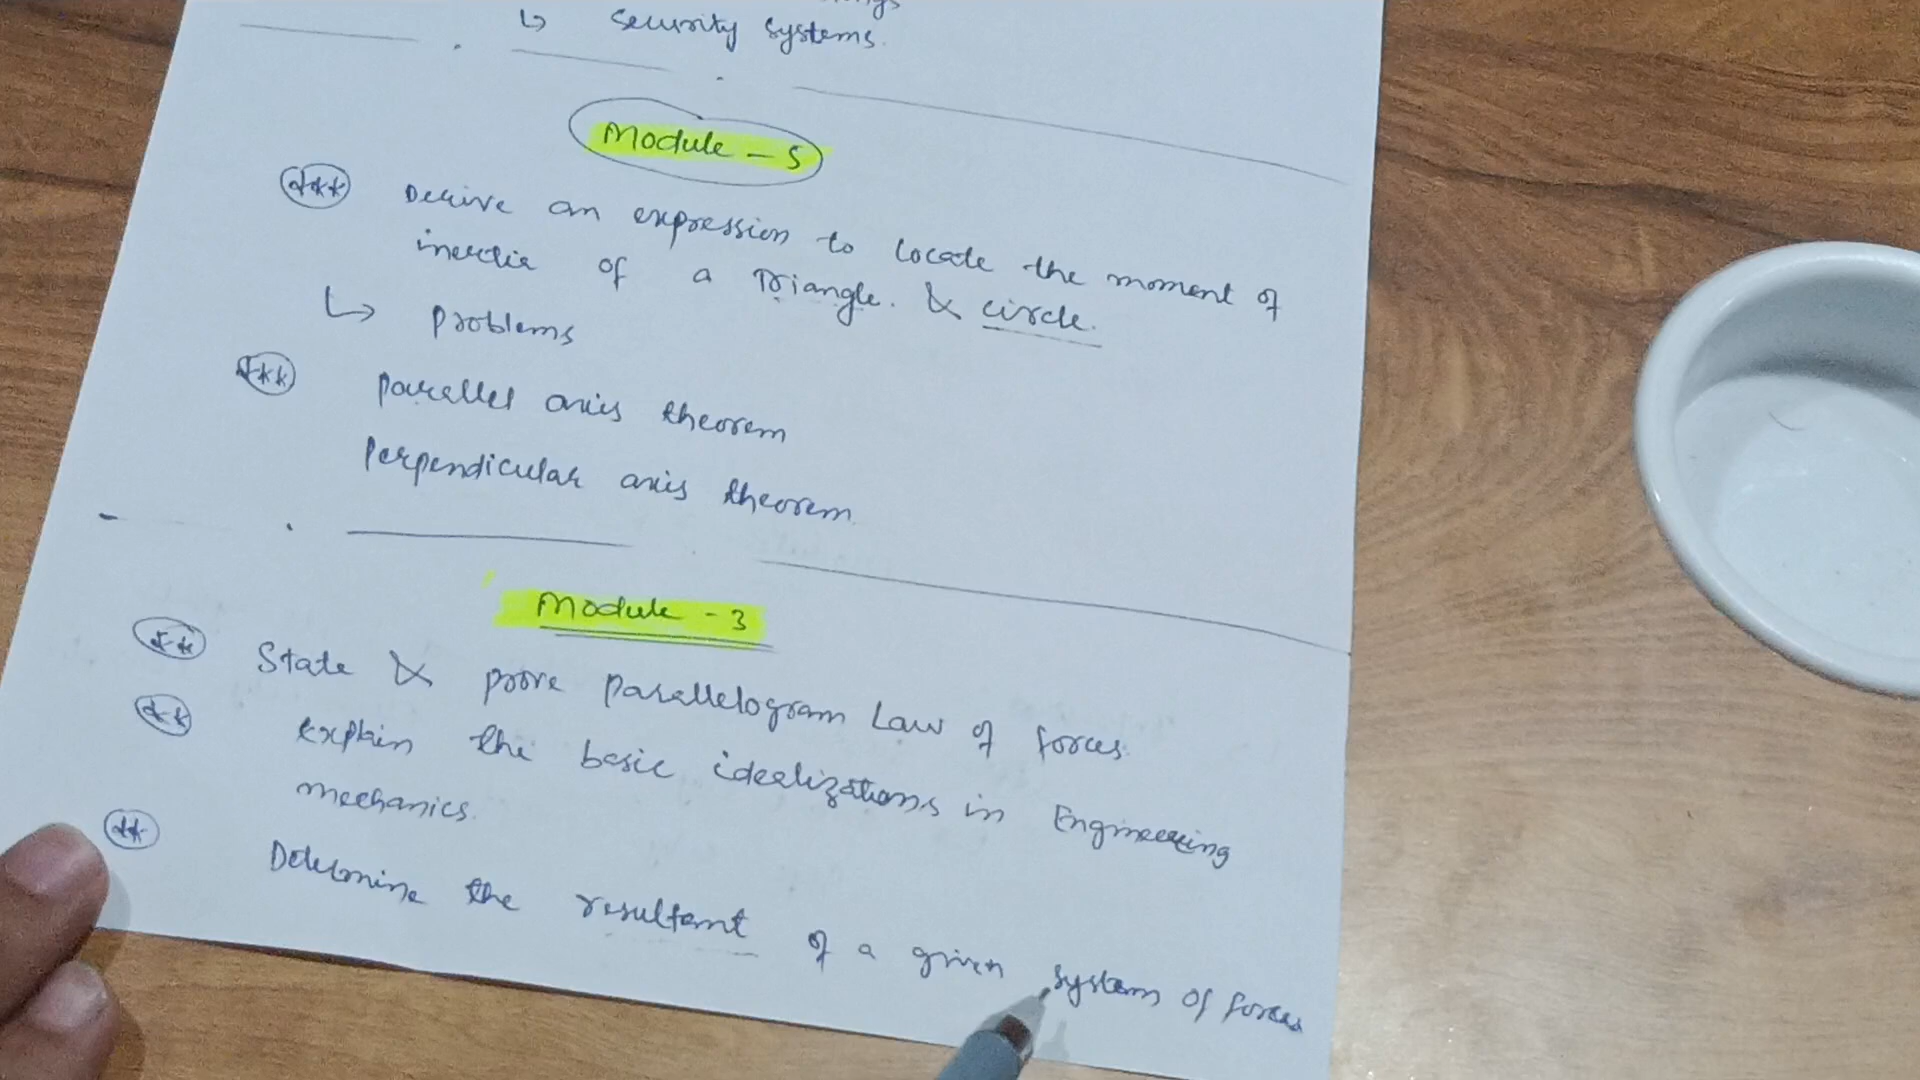 ↳ Security systems.
Module - 5
*** Derive an expression to locate the moment of
inertia of a Triangle. & circle.
↳ problems
*** parallel axis theorem
Perpendicular axis theorem.
Module - 3
** State & prove parallelogram Law of forces.
** explain the basic idealizations in Engineering
mechanics.
** Determine the resultant of a given system of forces